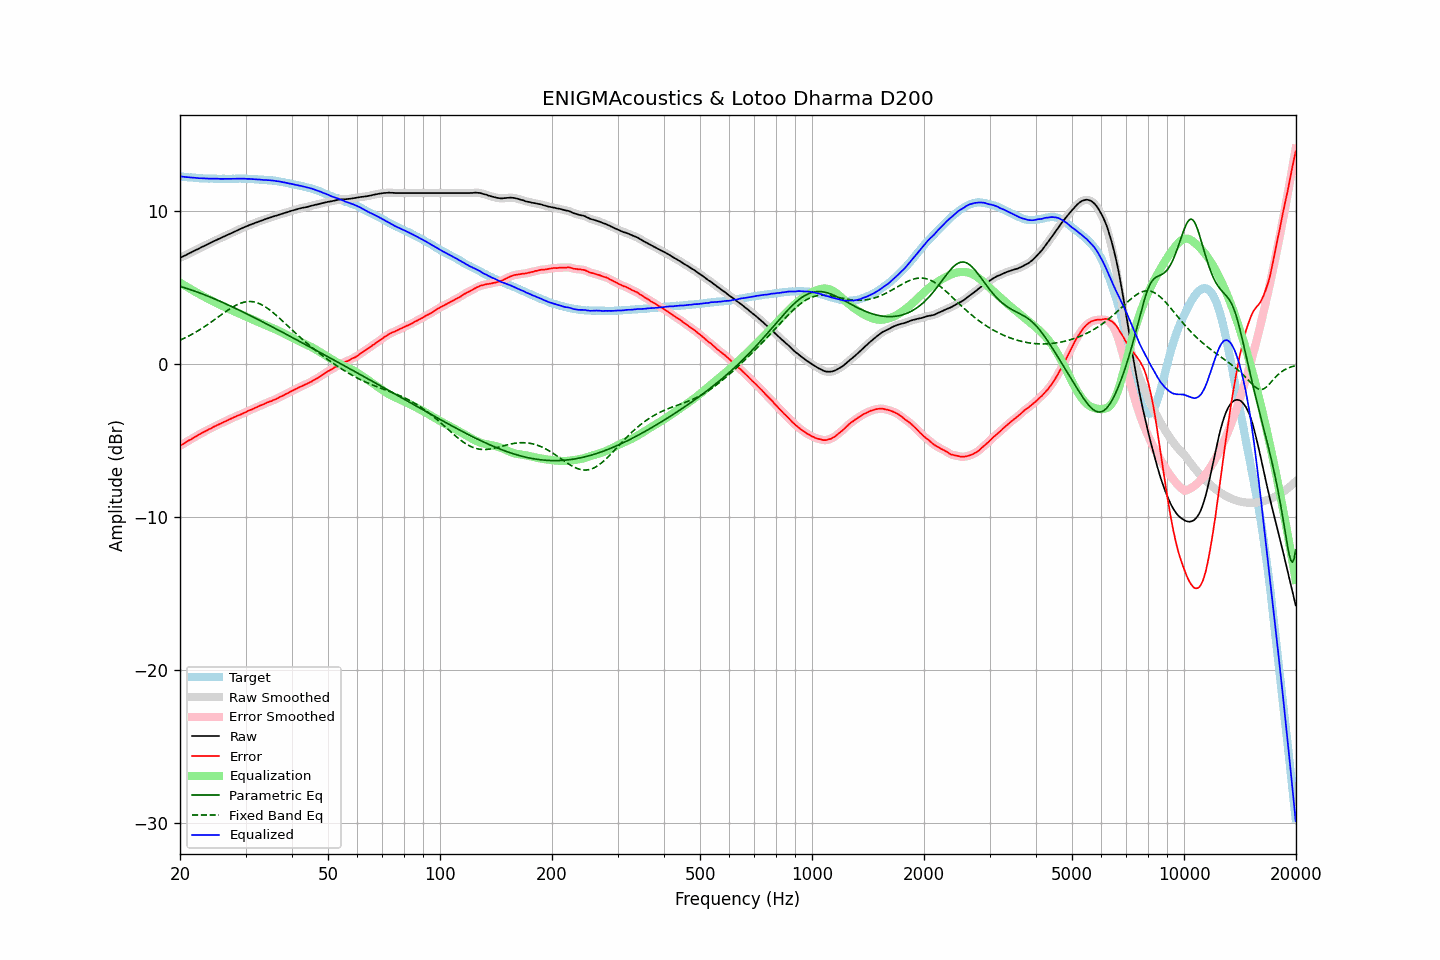 ENIGMAcoustics & Lotoo Dharma D200
Amplitude (dBr)
10
0
−10
−20
−30
Target
Raw Smoothed
Error Smoothed
Raw
Error
Equalization
Parametric Eq
Fixed Band Eq
Equalized
20 50 100 200 500 1000 2000 5000 10000 20000
Frequency (Hz)